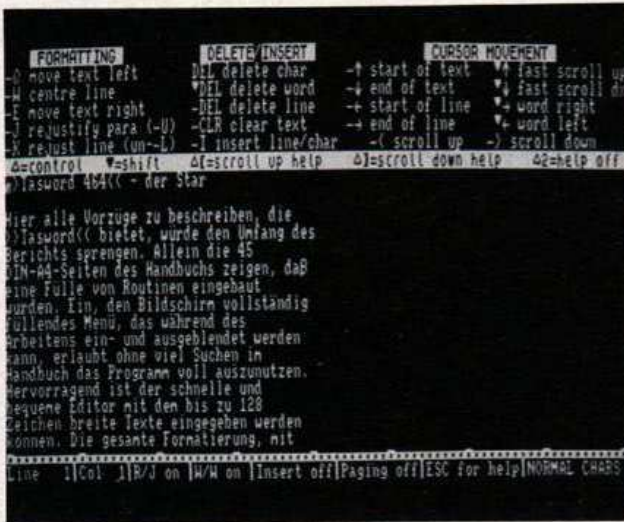 FORMATTING DELETE/INSERT CURSOR MOVEMENT
move text left DEL delete char -↑ start of text ▼↑ fast scroll up
centre line ▼DEL delete word -↓ end of text ▼↓ fast scroll
move text right -DEL delete line -← start of line ▼→ word right
-J rejustify para (-U) -CLR clear text -→ end of line ▼← word left
rejust line (un--L) -I insert line/char -( scroll up -) scroll down
△=control ▼=shift △[=scroll up help △]=scroll down help △2=help off
)Tasword 464<< - der Star
Hier alle Vorzüge zu beschreiben, die
>>Tasword<< bietet, wurde den Umfang des
Berichts sprengen. Allein die 45
DIN-A4-Seiten des Handbuchs zeigen, daß
eine Fulle von Routinen eingebaut
wurden. Ein, den Bildschirm vollständig
füllendes Menü, das während des
Arbeitens ein- und ausgeblendet werden
kann, erlaubt ohne viel Suchen im
Handbuch das Programm voll auszunutzen.
Hervorragend ist der schnelle und
bequeme Editor mit dem bis zu 128
Zeichen breite Texte eingegeben werden
konnen. Die gesamte Formatierung, mit
Line 1|Col 1|R/J on |W/W on |Insert off|Paging off|ESC for help|NORMAL CHARS